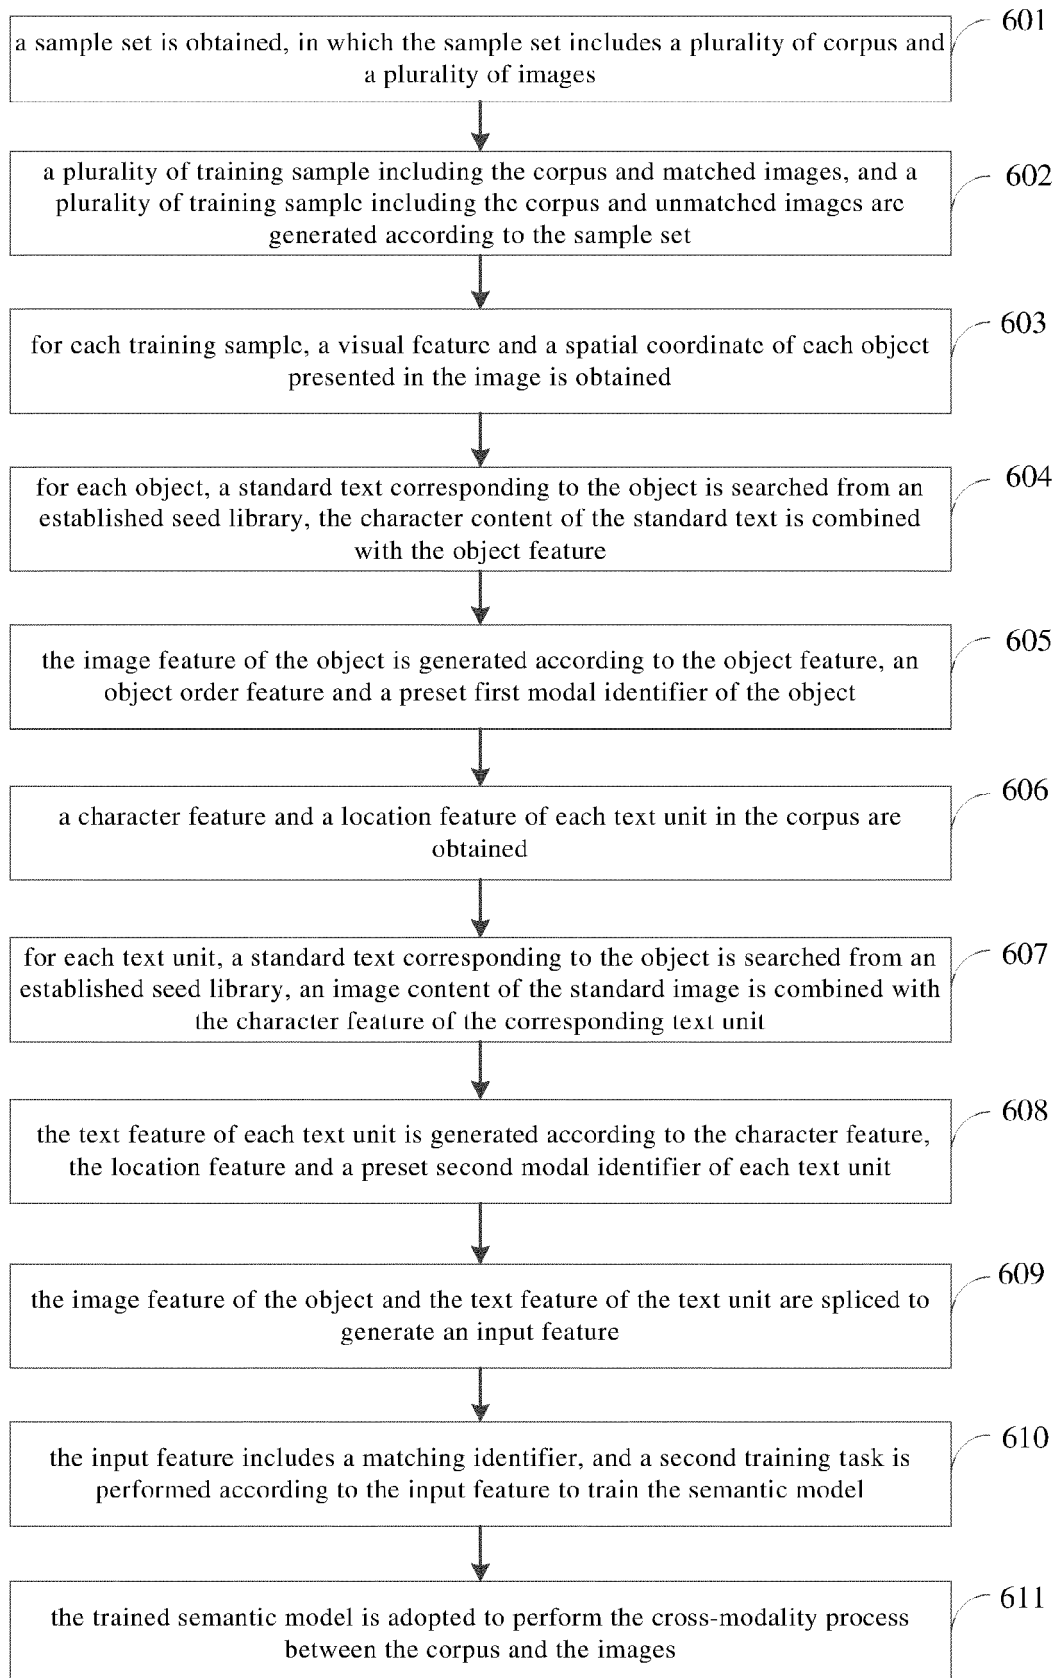 601
a sample set is obtained, in which the sample set includes a plurality of corpus and
a plurality of images
602
a plurality of training sample including the corpus and matched images, and a
plurality of training sample including the corpus and unmatched images are
generated according to the sample set
603
for each training sample, a visual feature and a spatial coordinate of each object
presented in the image is obtained
604
for each object, a standard text corresponding to the object is searched from an
established seed library, the character content of the standard text is combined
with the object feature
605
the image feature of the object is generated according to the object feature, an
object order feature and a preset first modal identifier of the object
606
a character feature and a location feature of each text unit in the corpus are
obtained
607
for each text unit, a standard text corresponding to the object is searched from an
established seed library, an image content of the standard image is combined with
the character feature of the corresponding text unit
608
the text feature of each text unit is generated according to the character feature,
the location feature and a preset second modal identifier of each text unit
609
the image feature of the object and the text feature of the text unit are spliced to
generate an input feature
610
the input feature includes a matching identifier, and a second training task is
performed according to the input feature to train the semantic model
611
the trained semantic model is adopted to perform the cross-modality process
between the corpus and the images